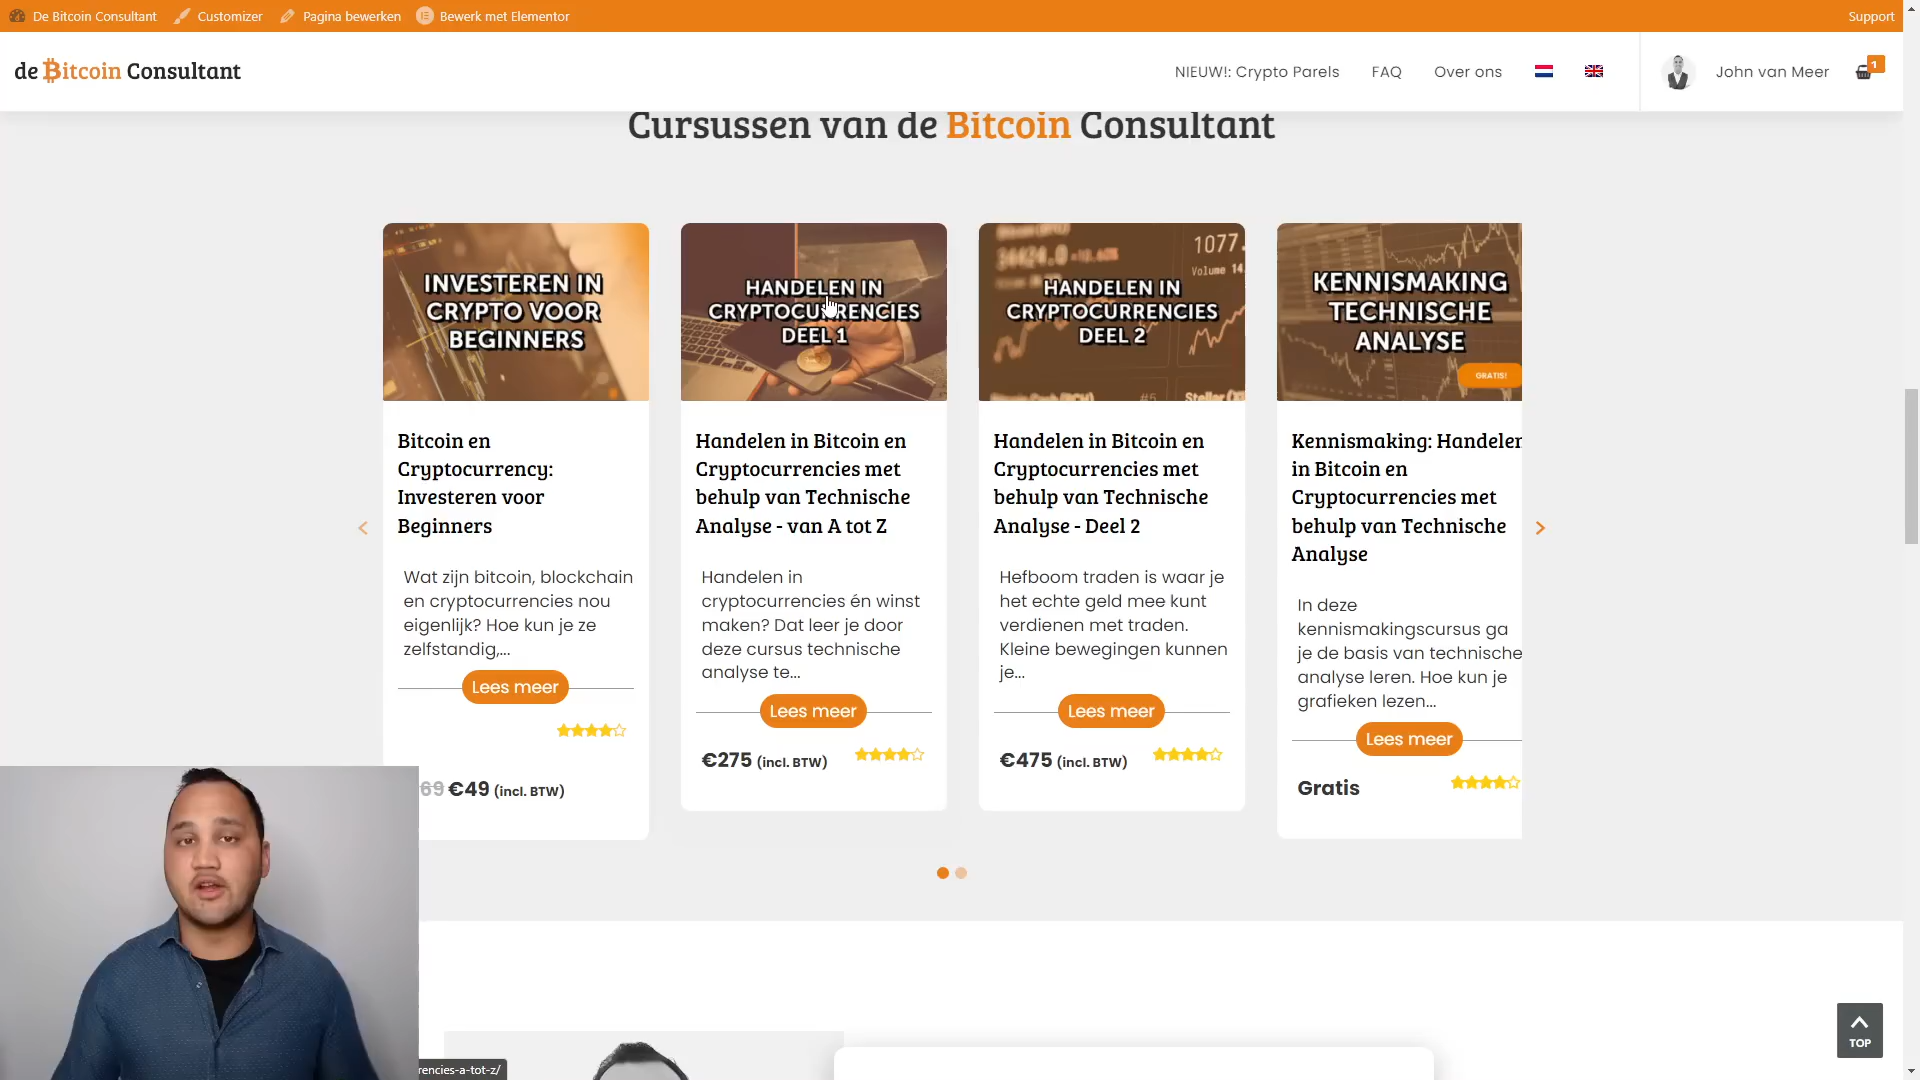 De Bitcoin Consultant Customizer Pagina bewerken Bewerk met Elementor Support
de Bitcoin Consultant
NIEUW!: Crypto Parels FAQ Over ons John van Meer 1
Cursussen van de Bitcoin Consultant
INVESTEREN IN
CRYPTO VOOR
BEGINNERS
Bitcoin en
Cryptocurrency:
Investeren voor
Beginners
Wat zijn bitcoin, blockchain
en cryptocurrencies nou
eigenlijk? Hoe kun je ze
zelfstandig,...
Lees meer
69 €49 (incl. BTW)
HANDELEN IN
CRYPTOCURRENCIES
DEEL 1
Handelen in Bitcoin en
Cryptocurrencies met
behulp van Technische
Analyse - van A tot Z
Handelen in
cryptocurrencies én winst
maken? Dat leer je door
deze cursus technische
analyse te...
Lees meer
€275 (incl. BTW)
1077.
Volume 14.
HANDELEN IN
CRYPTOCURRENCIES
DEEL 2
#5 Stellar
Handelen in Bitcoin en
Cryptocurrencies met
behulp van Technische
Analyse - Deel 2
Hefboom traden is waar je
het echte geld mee kunt
verdienen met traden.
Kleine bewegingen kunnen
je...
Lees meer
€475 (incl. BTW)
KENNISMAKING
TECHNISCHE
ANALYSE
GRATIS!
Kennismaking: Handelen
in Bitcoin en
Cryptocurrencies met
behulp van Technische
Analyse
In deze
kennismakingscursus ga
je de basis van technische
analyse leren. Hoe kun je
grafieken lezen...
Lees meer
Gratis
TOP
rencies-a-tot-z/